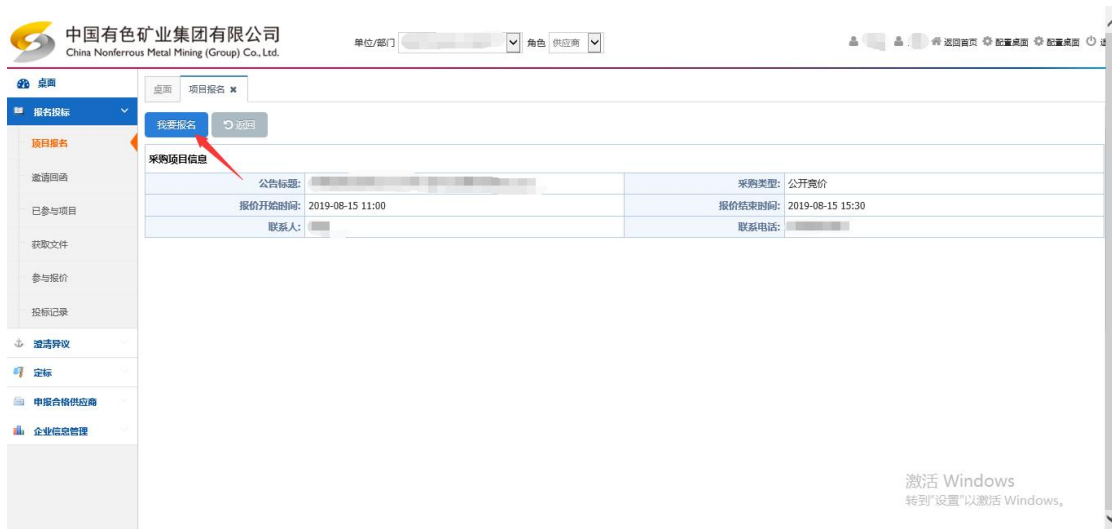 中国有色矿业集团有限公司
China Nonferrous Metal Mining (Group) Co., Ltd.
单位/部门 角色 供应商
返回首页 配置桌面 配置桌面
桌面
报名投标
项目报名
邀请回函
已参与项目
获取文件
参与报价
投标记录
澄清异议
定标
申报合格供应商
企业信息管理
桌面 项目报名
我要报名 返回
采购项目信息
公告标题: 采购类型: 公开竞价
报价开始时间: 2019-08-15 11:00 报价结束时间: 2019-08-15 15:30
联系人: 联系电话:
激活 Windows
转到"设置"以激活 Windows。